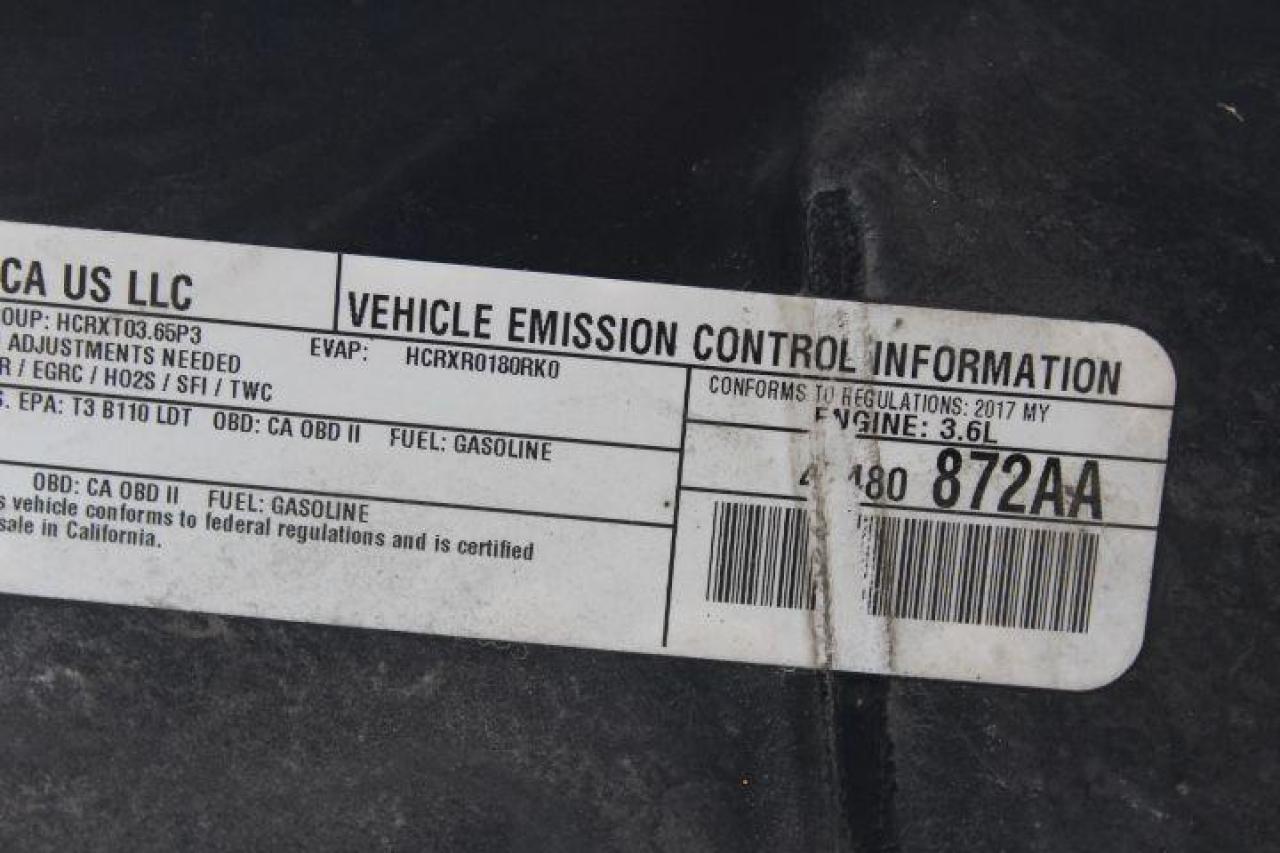 CA US LLC
VEHICLE EMISSION CONTROL INFORMATION
OUP: HCRXT03.65P3
EVAP: HCRXR0180RK0
ADJUSTMENTS NEEDED
R / EGRC / HO2S / SFI / TWC
CONFORMS TO REGULATIONS: 2017 MY
S. EPA: T3 B110 LDT OBD: CA OBD II FUEL: GASOLINE
ENGINE: 3.6L
480 872AA
OBD: CA OBD II FUEL: GASOLINE
s vehicle conforms to federal regulations and is certified
sale in California.